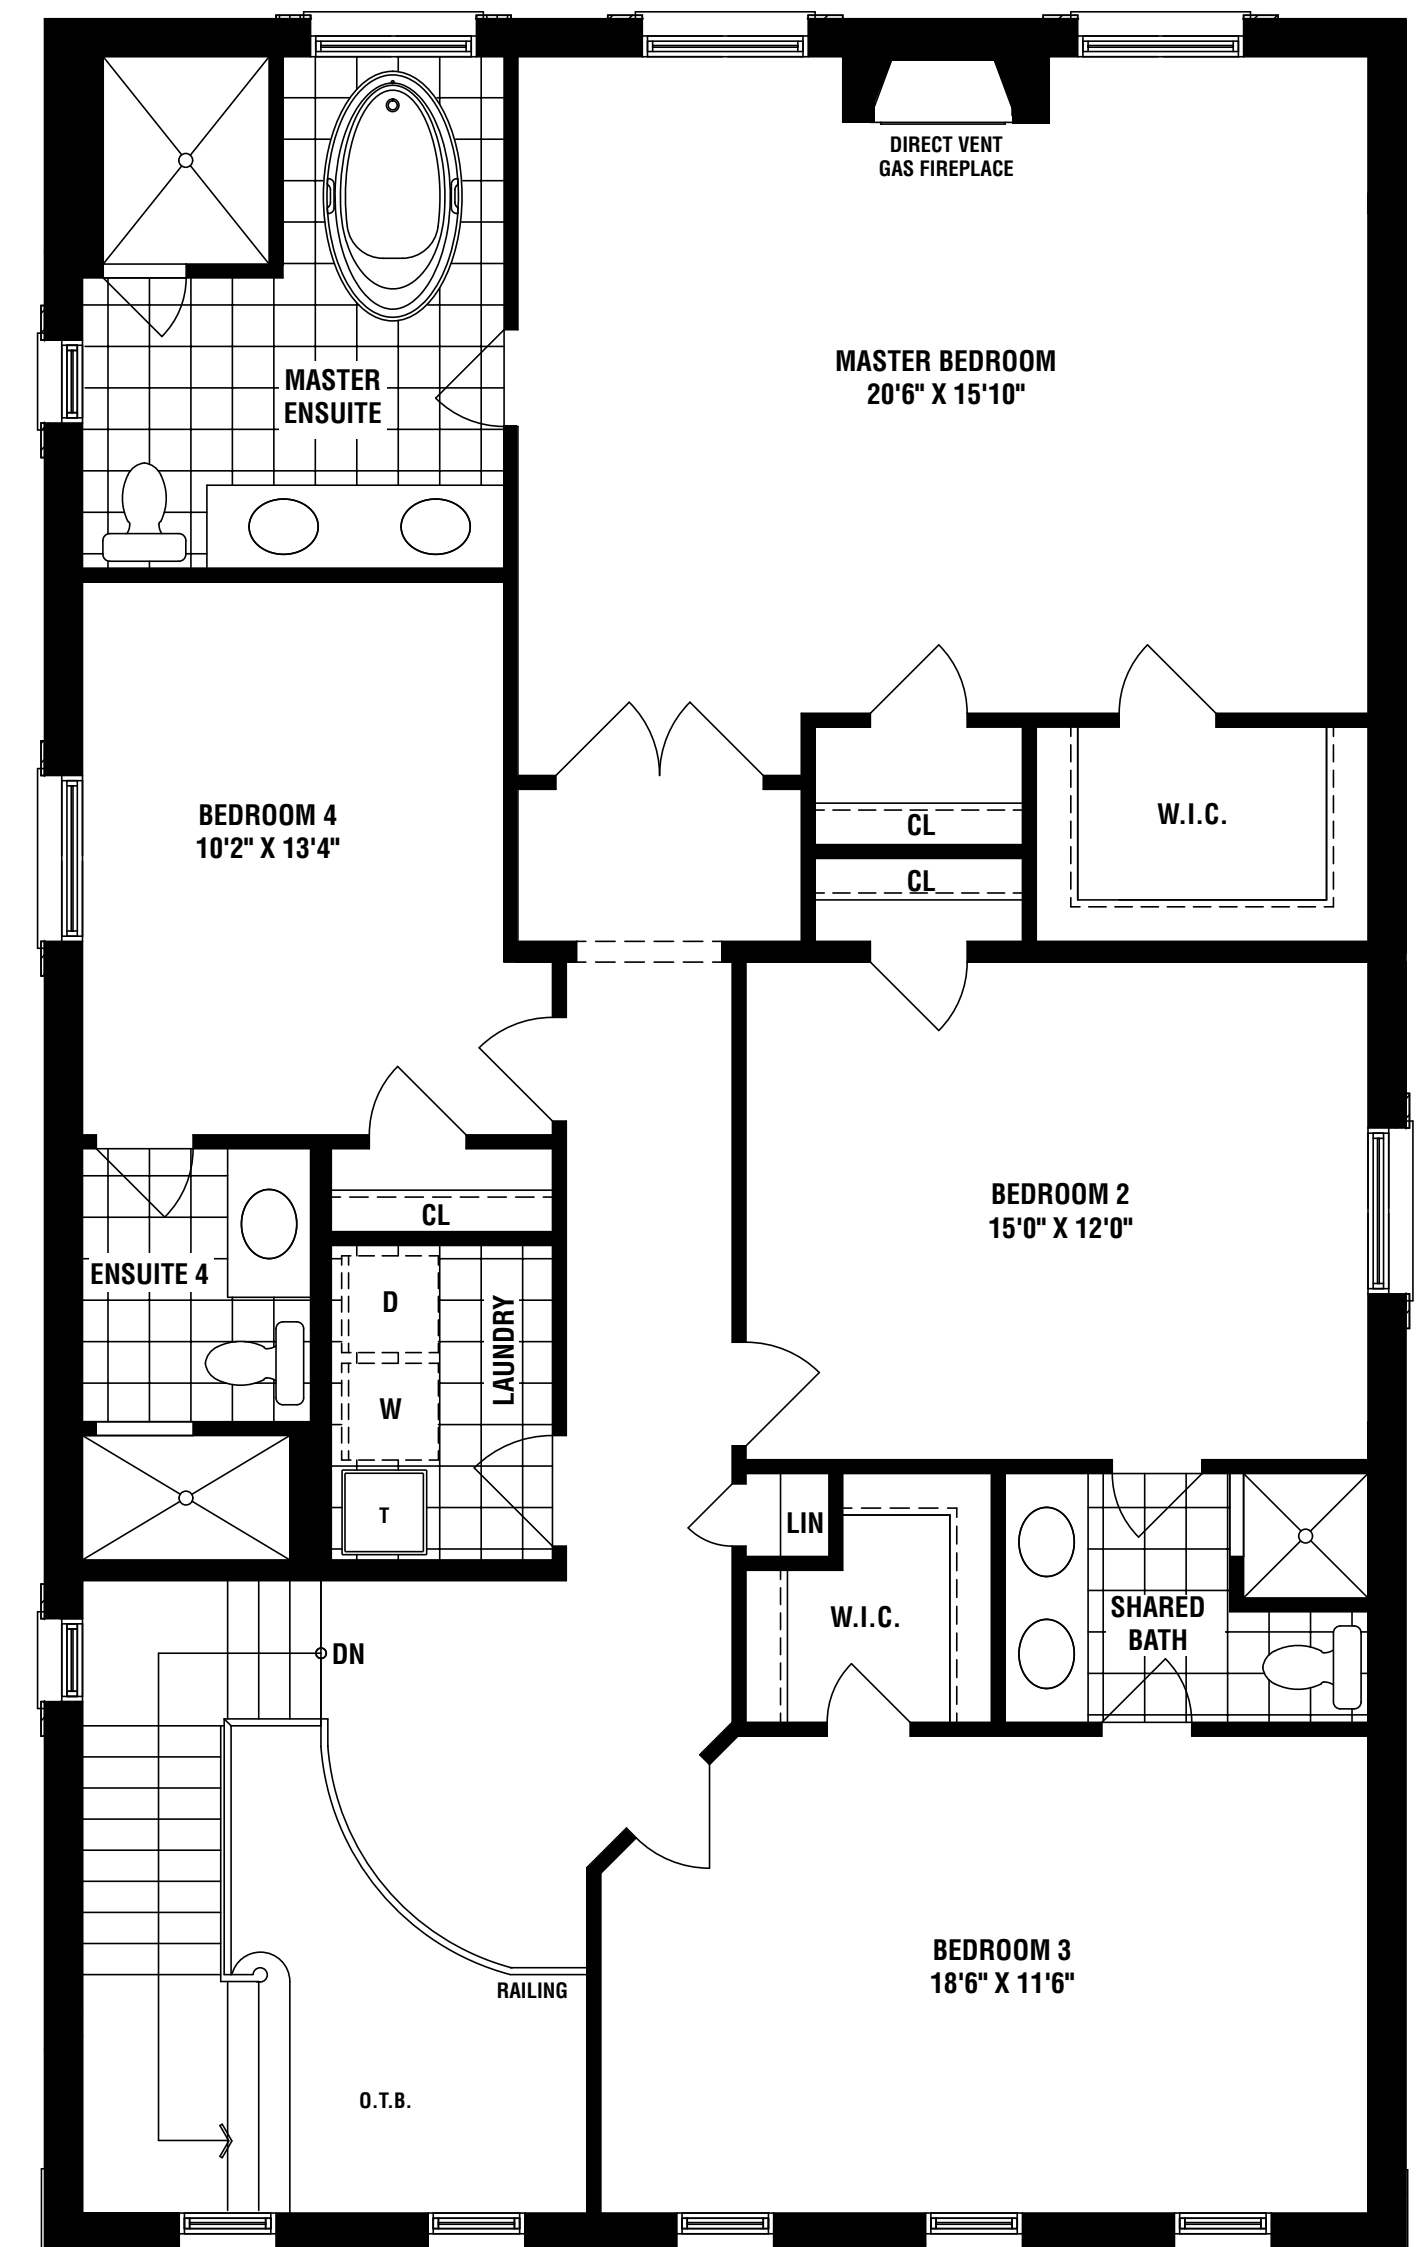 DIRECT VENT
GAS FIREPLACE
MASTER BEDROOM
20'6" X 15'10"
MASTER
ENSUITE
BEDROOM 4
10'2" X 13'4"
CL
W.I.C.
CL
BEDROOM 2
15'0" X 12'0"
CL
ENSUITE 4
D
LAUNDRY
W
T
LIN
W.I.C.
SHARED
BATH
DN
BEDROOM 3
18'6" X 11'6"
RAILING
O.T.B.